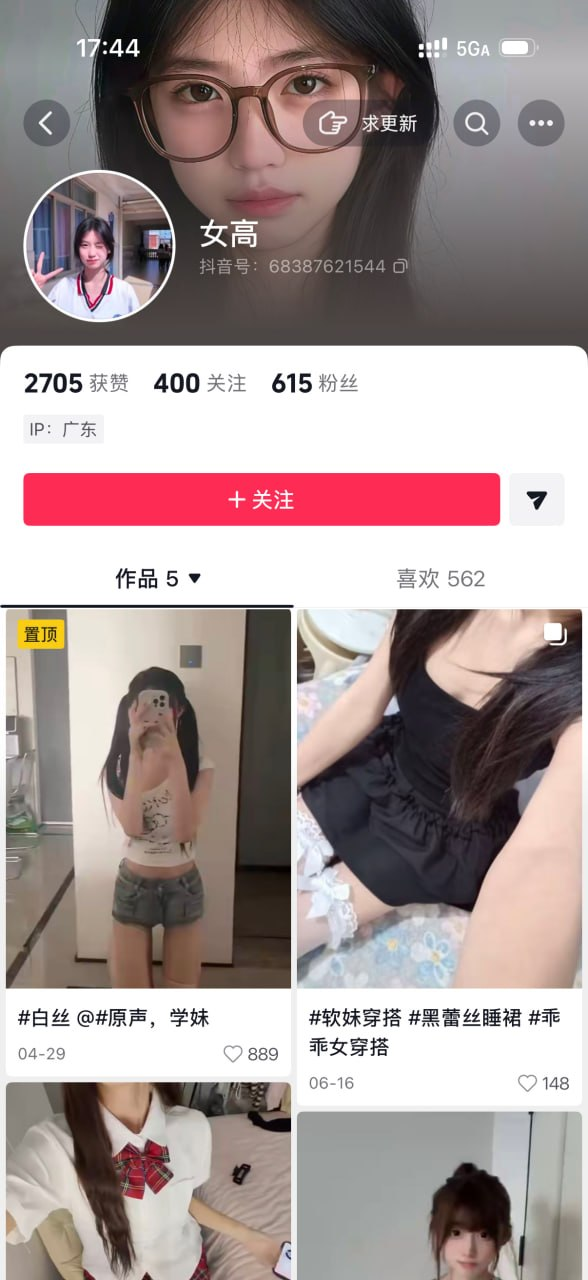 17:44
5GA
求更新
女高
抖音号：68387621544
2705 获赞 400 关注 615 粉丝
IP：广东
+ 关注
作品 5
喜欢 562
置顶
#白丝 @#原声，学妹
04-29
889
#软妹穿搭 #黑蕾丝睡裙 #乖
乖女穿搭
06-16
148